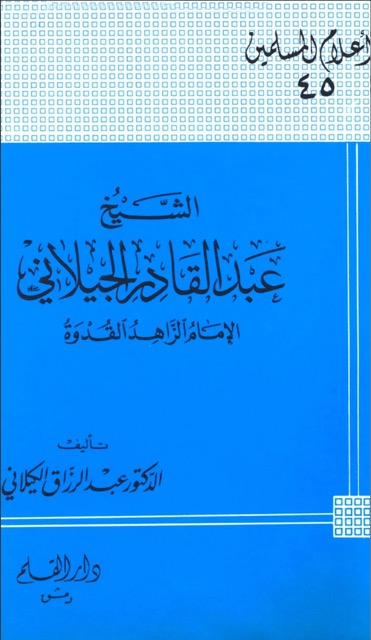 أعلام المسلمين
٤٥
الشيخ
عبد القادر الجيلاني
الإمام الزاهد القدوة
تأليف
الدكتور عبد الرزاق الكيلاني
دار القلم
دمشق